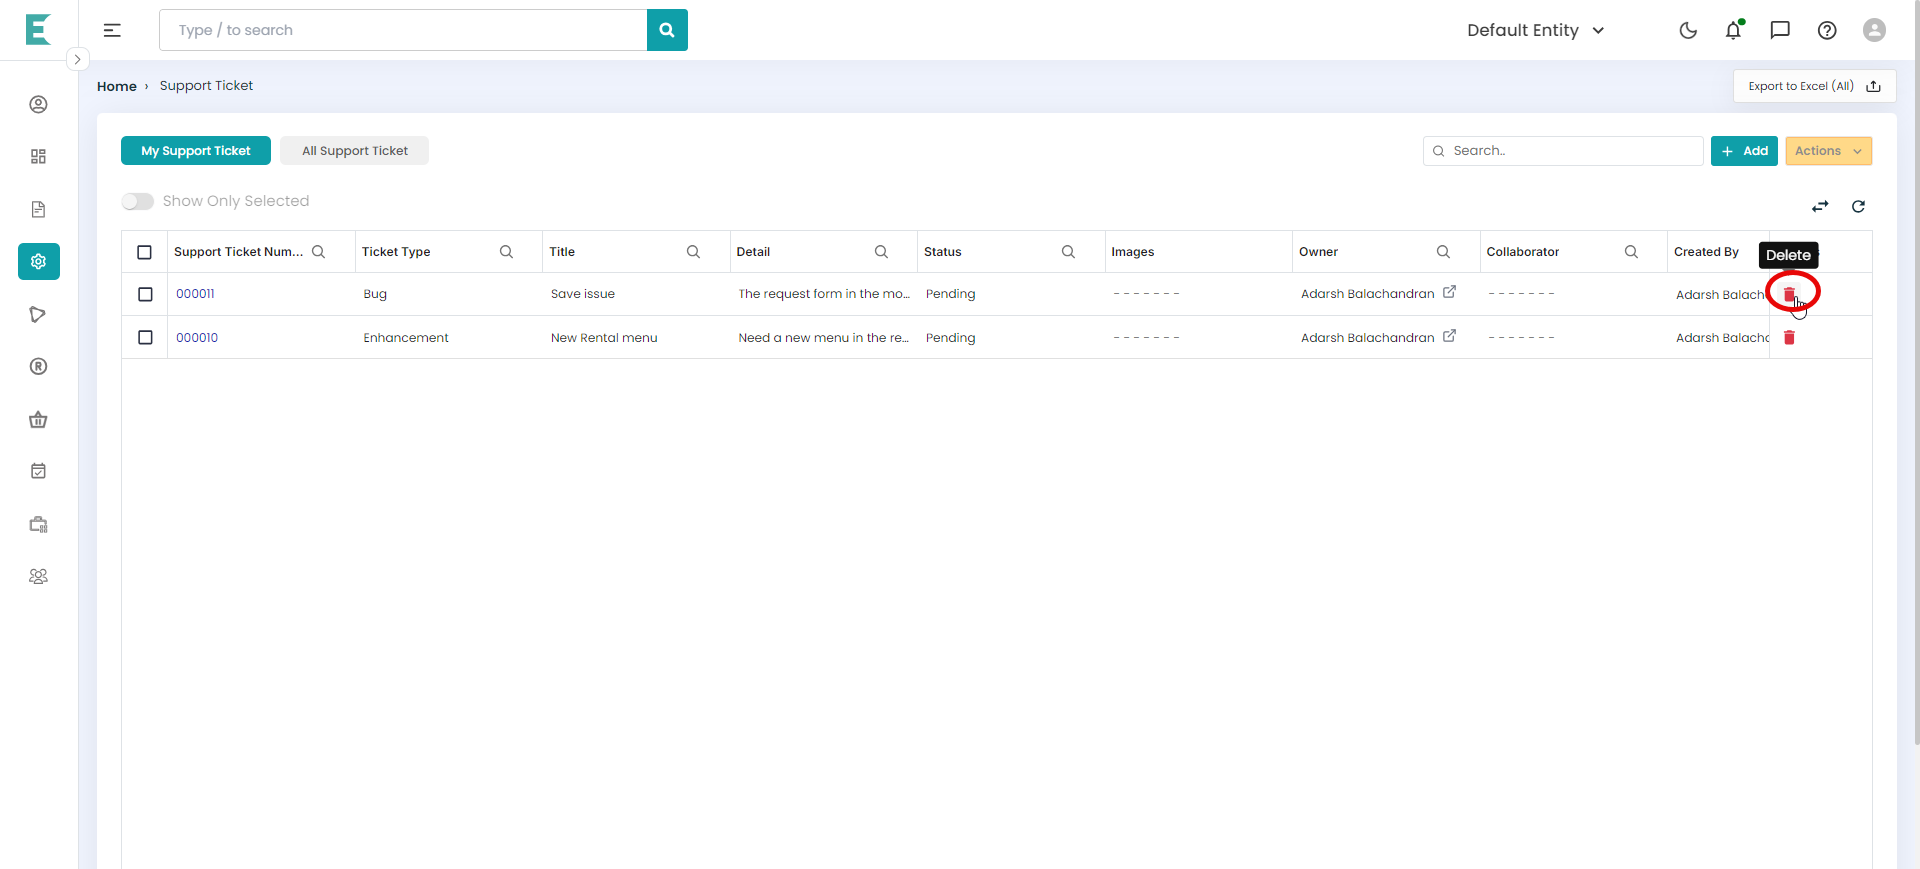 Type / to search
Default Entity
Home › Support Ticket
Export to Excel (All)
My Support Ticket
All Support Ticket
Search..
+ Add
Actions
Show Only Selected
Delete
Support Ticket Num... Ticket Type Title Detail Status Images Owner Collaborator Created By
000011 Bug Save issue The request form in the mo... Pending ------- Adarsh Balachandran ------- Adarsh Balach
000010 Enhancement New Rental menu Need a new menu in the re... Pending ------- Adarsh Balachandran ------- Adarsh Balach